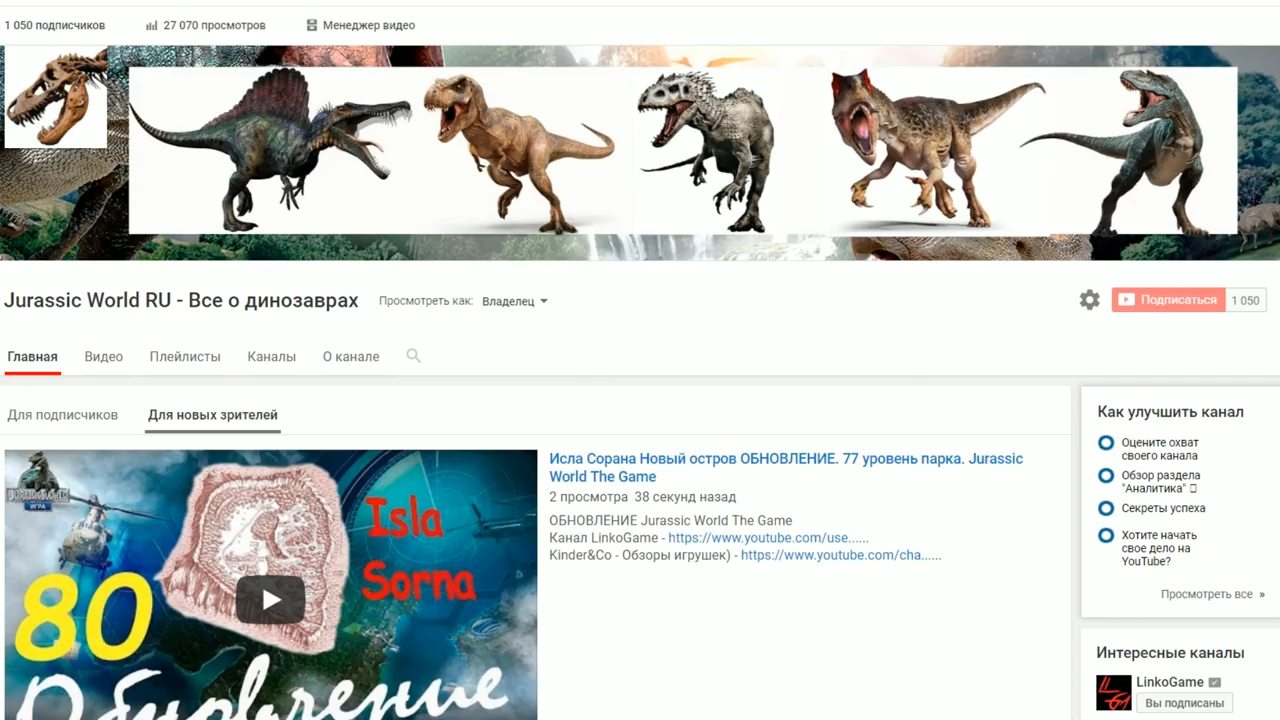 1 050 подписчиков
27 070 просмотров
Менеджер видео
Jurassic World RU - Все о динозаврах
Просмотреть как: Владелец
Подписаться 1 050
Главная
Видео
Плейлисты
Каналы
О канале
Для подписчиков
Для новых зрителей
ИГРА
Isla
Sorna
80
Обновление
Исла Сорана Новый остров ОБНОВЛЕНИЕ. 77 уровень парка. Jurassic
World The Game
2 просмотра 38 секунд назад
ОБНОВЛЕНИЕ Jurassic World The Game
Канал LinkoGame - https://www.youtube.com/use......
Kinder&Co - Обзоры игрушек) - https://www.youtube.com/cha......
Как улучшить канал
Оцените охват
своего канала
Обзор раздела
"Аналитика"
Секреты успеха
Хотите начать
свое дело на
YouTube?
Просмотреть все »
Интересные каналы
LinkoGame
Вы подписаны